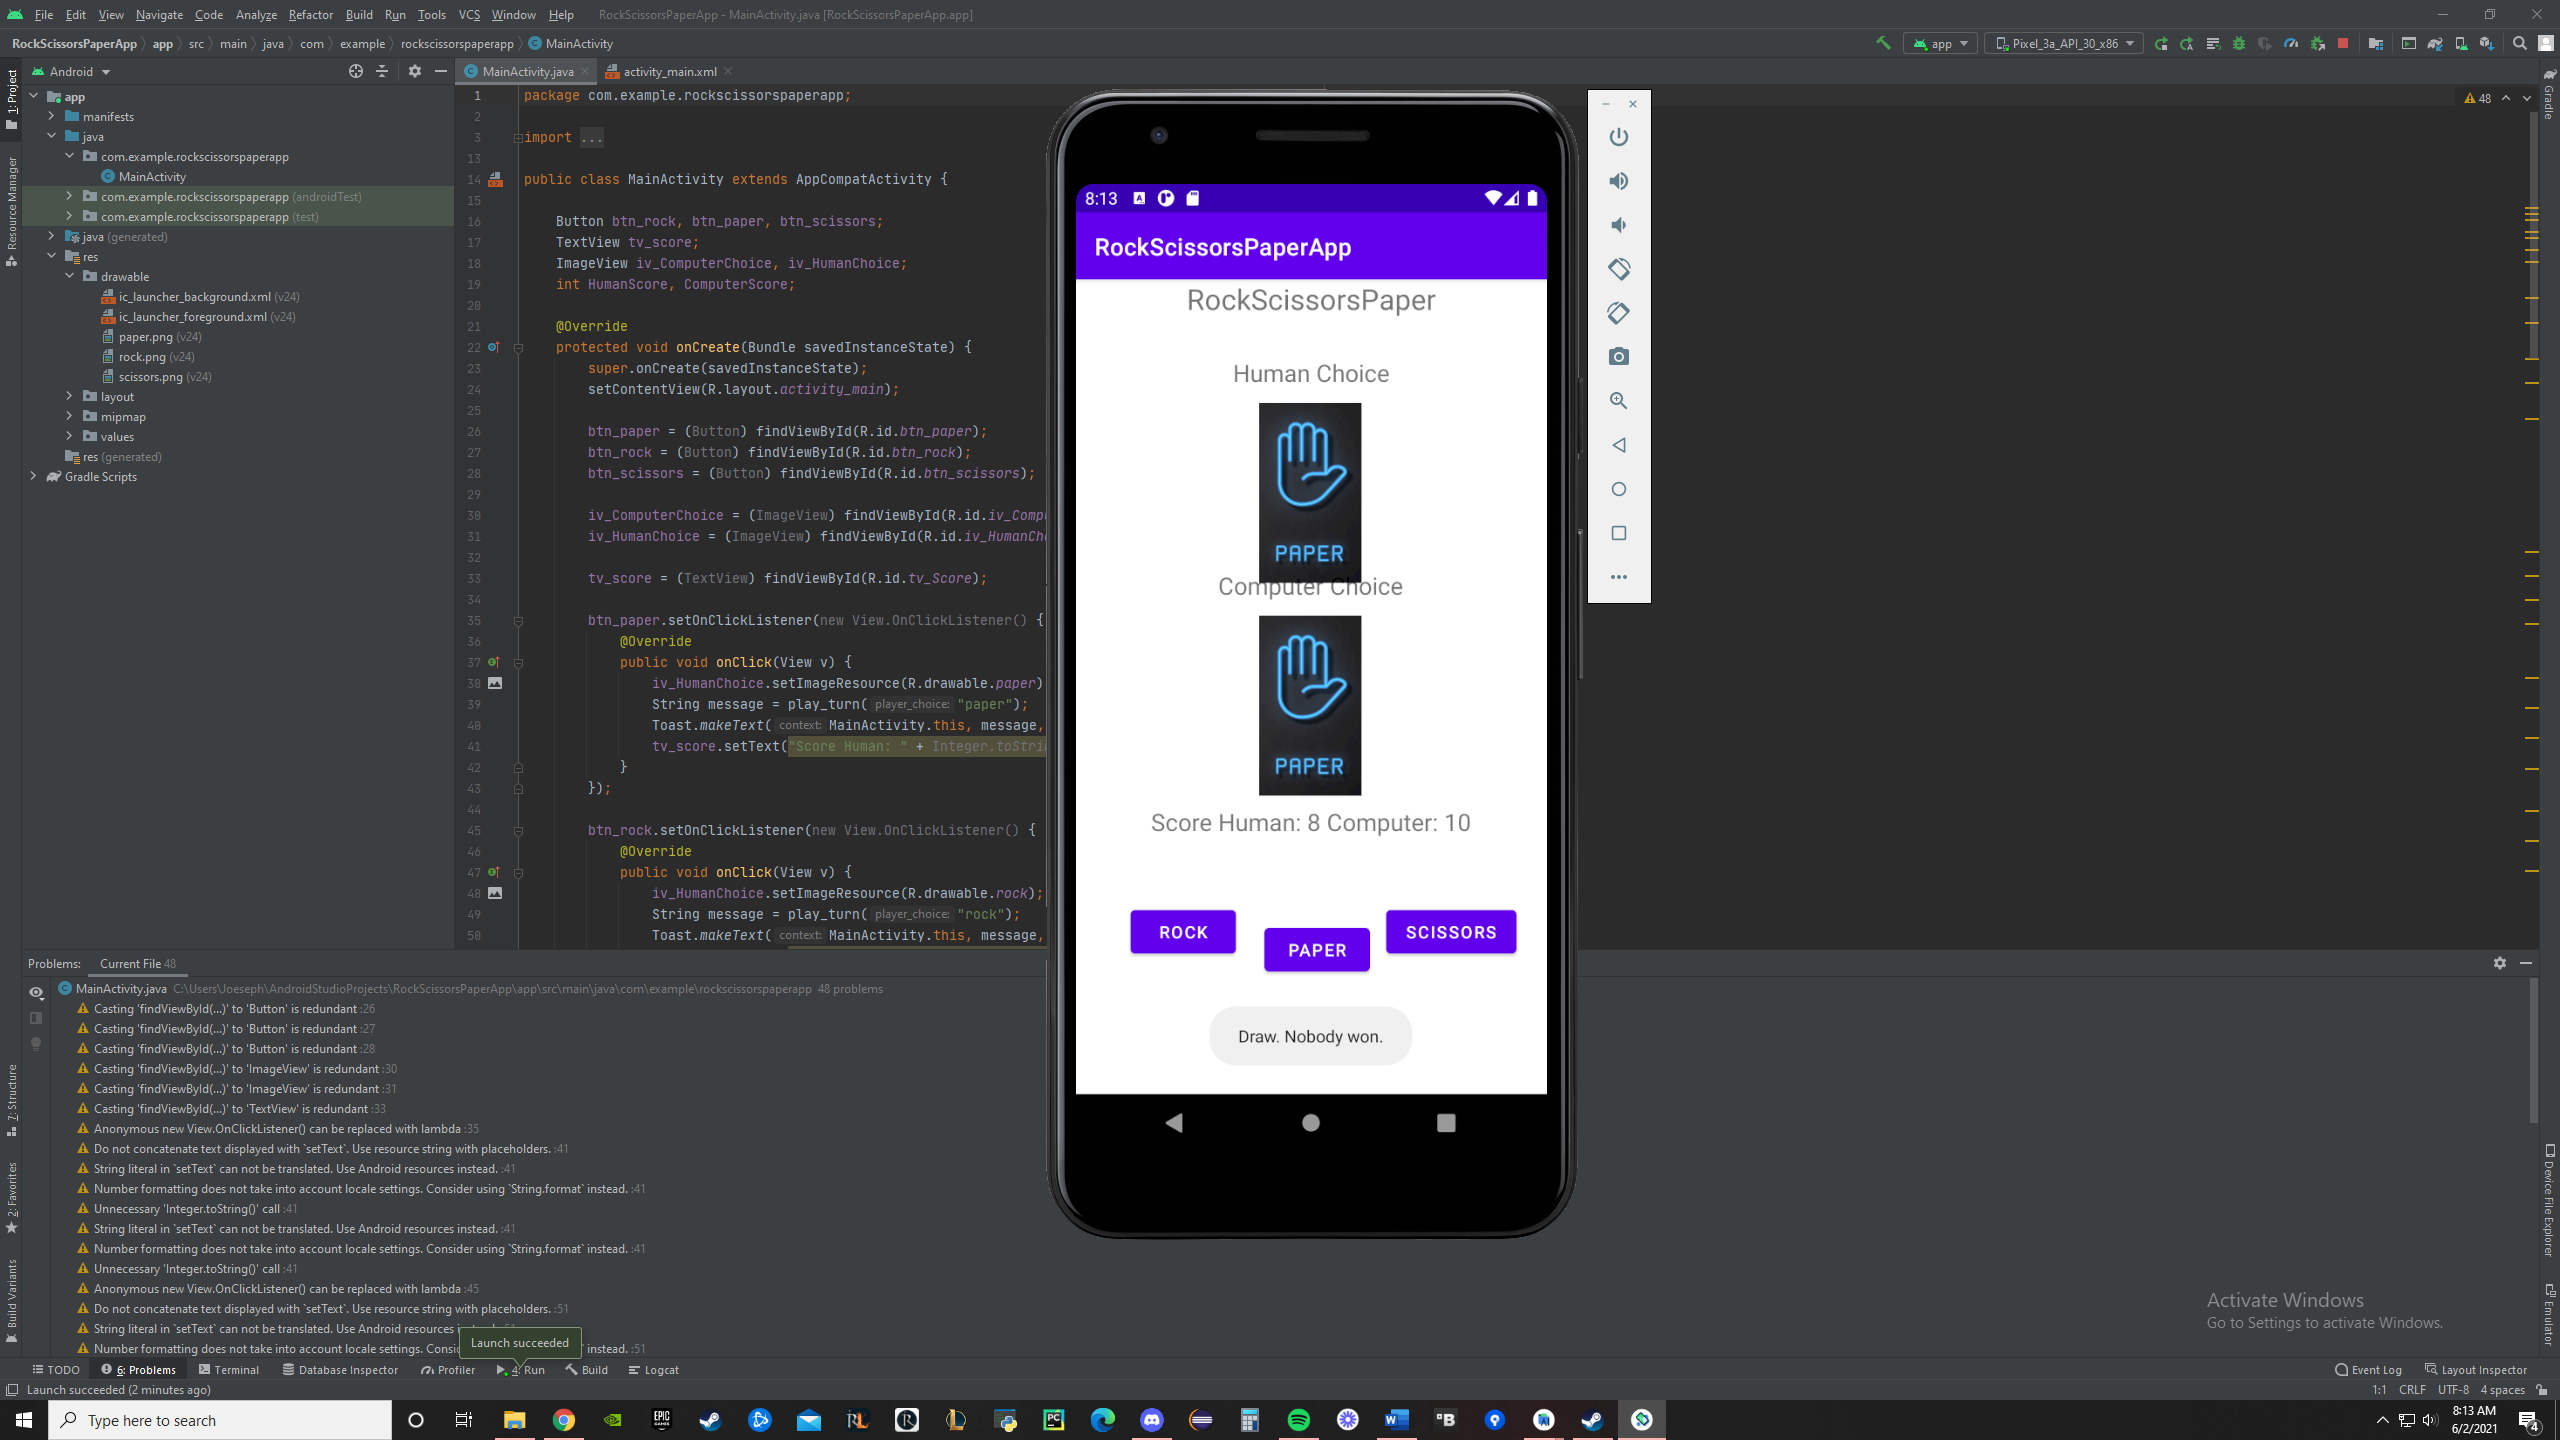 File Edit View Navigate Code Analyze Refactor Build Run Tools VCS Window Help RockScissorsPaperApp - MainActivity.java [RockScissorsPaperApp.app]
RockScissorsPaperApp app src main java com example rockscissorspaperapp MainActivity app Pixel_3a_API_30_x86
Android MainActivity.java activity_main.xml
1: Project
Resource Manager
app
manifests
java
com.example.rockscissorspaperapp
MainActivity
com.example.rockscissorspaperapp (androidTest)
com.example.rockscissorspaperapp (test)
java (generated)
res
drawable
ic_launcher_background.xml (v24)
ic_launcher_foreground.xml (v24)
paper.png (v24)
rock.png (v24)
scissors.png (v24)
layout
mipmap
values
res (generated)
Gradle Scripts
1 package com.example.rockscissorspaperapp;
2
3 import ...
13
14 public class MainActivity extends AppCompatActivity {
15
16 Button btn_rock, btn_paper, btn_scissors;
17 TextView tv_score;
18 ImageView iv_ComputerChoice, iv_HumanChoice;
19 int HumanScore, ComputerScore;
20
21 @Override
22 protected void onCreate(Bundle savedInstanceState) {
23 super.onCreate(savedInstanceState);
24 setContentView(R.layout.activity_main);
25
26 btn_paper = (Button) findViewById(R.id.btn_paper);
27 btn_rock = (Button) findViewById(R.id.btn_rock);
28 btn_scissors = (Button) findViewById(R.id.btn_scissors);
29
30 iv_ComputerChoice = (ImageView) findViewById(R.id.iv_Comp
31 iv_HumanChoice = (ImageView) findViewById(R.id.iv_HumanCh
32
33 tv_score = (TextView) findViewById(R.id.tv_Score);
34
35 btn_paper.setOnClickListener(new View.OnClickListener() {
36 @Override
37 public void onClick(View v) {
38 iv_HumanChoice.setImageResource(R.drawable.paper)
39 String message = play_turn( player_choice: "paper");
40 Toast.makeText( context: MainActivity.this, message,
41 tv_score.setText("Score Human: " + Integer.toStrin
42 }
43 });
44
45 btn_rock.setOnClickListener(new View.OnClickListener() {
46 @Override
47 public void onClick(View v) {
48 iv_HumanChoice.setImageResource(R.drawable.rock);
49 String message = play_turn( player_choice: "rock");
50 Toast.makeText( context: MainActivity.this, message,
48
Gradle
8:13
RockScissorsPaperApp
RockScissorsPaper
Human Choice
PAPER
Computer Choice
PAPER
Score Human: 8 Computer: 10
ROCK
PAPER
SCISSORS
Draw. Nobody won.
Problems: Current File 48
MainActivity.java C:\Users\Joeseph\AndroidStudioProjects\RockScissorsPaperApp\app\src\main\java\com\example\rockscissorspaperapp 48 problems
Casting 'findViewById(...)' to 'Button' is redundant :26
Casting 'findViewById(...)' to 'Button' is redundant :27
Casting 'findViewById(...)' to 'Button' is redundant :28
Casting 'findViewById(...)' to 'ImageView' is redundant :30
Casting 'findViewById(...)' to 'ImageView' is redundant :31
Casting 'findViewById(...)' to 'TextView' is redundant :33
Anonymous new View.OnClickListener() can be replaced with lambda :35
Do not concatenate text displayed with `setText`. Use resource string with placeholders. :41
String literal in `setText` can not be translated. Use Android resources instead. :41
Number formatting does not take into account locale settings. Consider using `String.format` instead. :41
Unnecessary 'Integer.toString()' call :41
String literal in `setText` can not be translated. Use Android resources instead. :41
Number formatting does not take into account locale settings. Consider using `String.format` instead. :41
Unnecessary 'Integer.toString()' call :41
Anonymous new View.OnClickListener() can be replaced with lambda :45
Do not concatenate text displayed with `setText`. Use resource string with placeholders. :51
String literal in `setText` can not be translated. Use Android resources
Number formatting does not take into account locale settings. :51
Launch succeeded
7: Structure
2: Favorites
Build Variants
Device File Explorer
Emulator
Activate Windows
Go to Settings to activate Windows.
TODO 6: Problems Terminal Database Inspector Profiler 4: Run Build Logcat Event Log Layout Inspector
Launch succeeded (2 minutes ago) 1:1 CRLF UTF-8 4 spaces
Type here to search
EPIC GAMES
PC
8:13 AM
6/2/2021
4